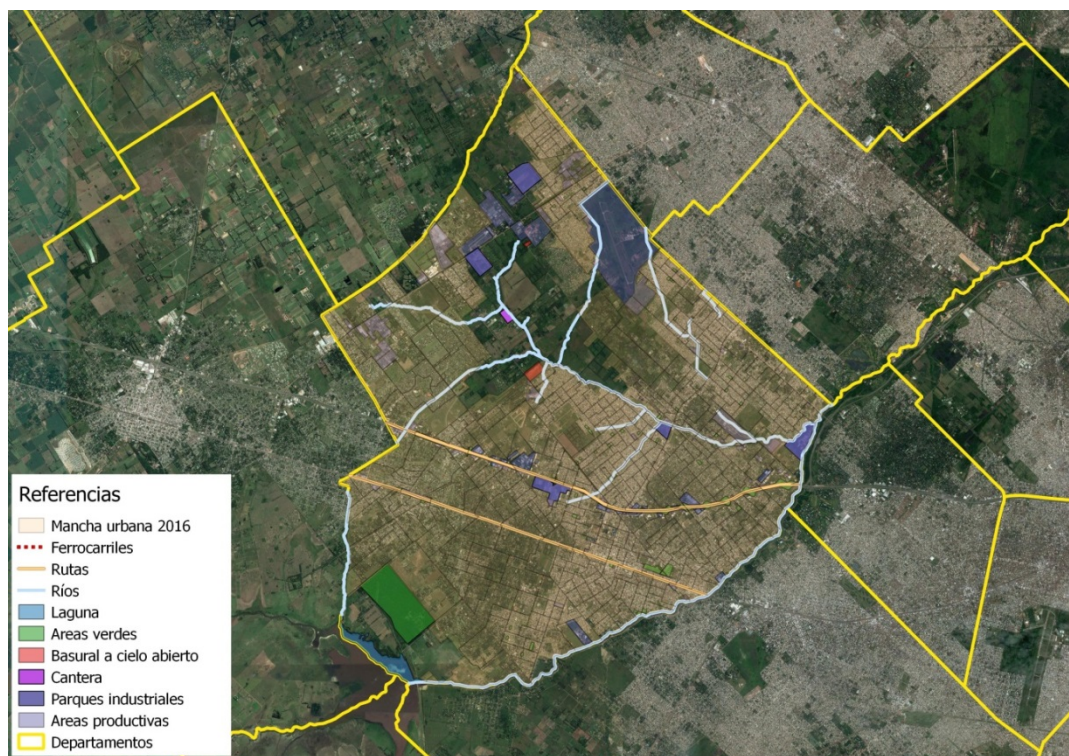 Referencias
Mancha urbana 2016
Ferrocarriles
Rutas
Ríos
Laguna
Areas verdes
Basural a cielo abierto
Cantera
Parques industriales
Areas productivas
Departamentos